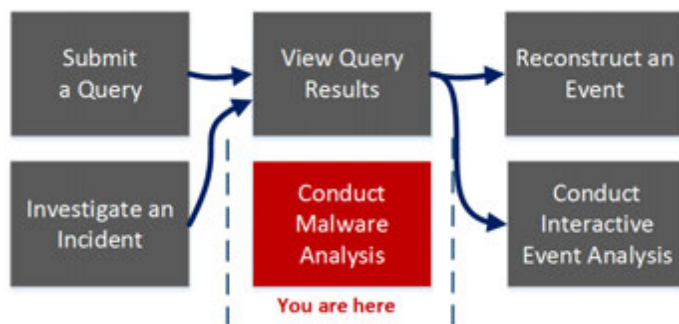 Submit
a Query
View Query
Results
Reconstruct an
Event
Investigate an
Incident
Conduct
Malware
Analysis
Conduct
Interactive
Event Analysis
You are here